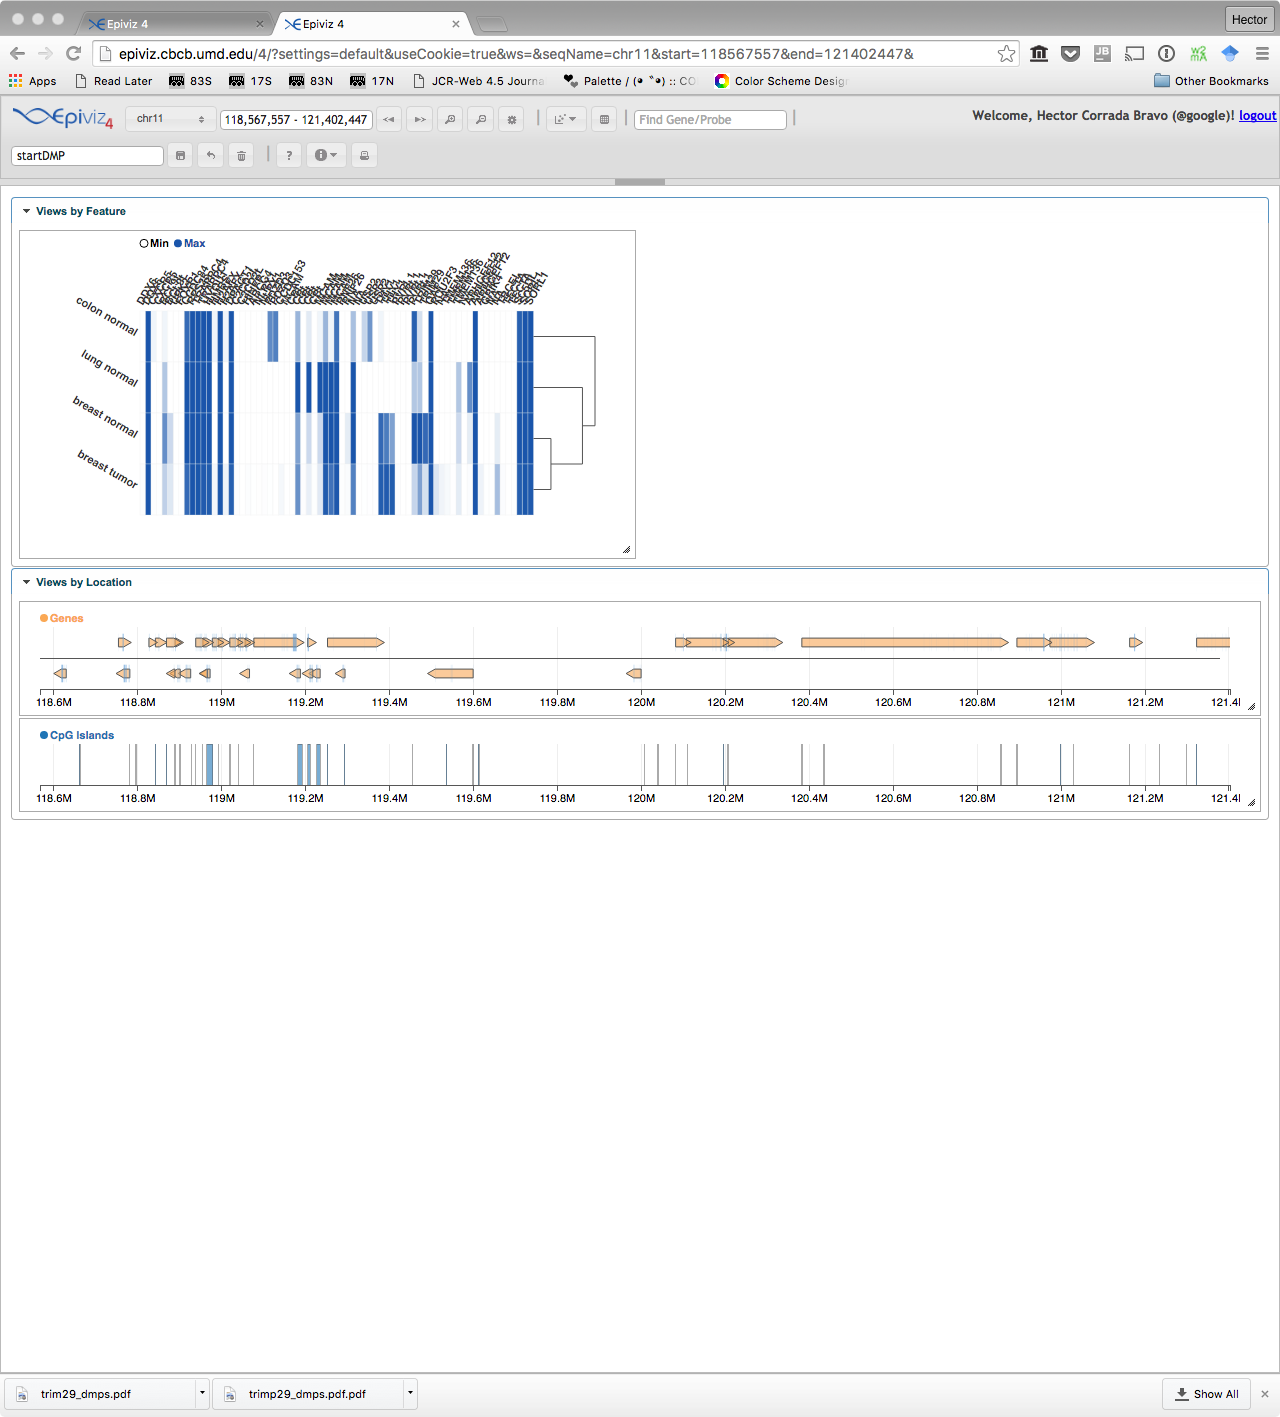 Epiviz 4
Epiviz 4
Hector
epiviz.cbcb.umd.edu/4/?settings=default&useCookie=true&ws=&seqName=chr11&start=118567557&end=121402447&
Apps Read Later 83S 17S 83N 17N JCR-Web 4.5 Journa Palette / (• :: CO Color Scheme Design Other Bookmarks
Epiviz 4 chr11 118,567,557 - 121,402,447 Find Gene/Probe Welcome, Hector Corrada Bravo (@google)! logout
startDMP
Views by Feature
Min Max
colon normal
lung normal
breast normal
breast tumor
Views by Location
Genes
118.6M 118.8M 119M 119.2M 119.4M 119.6M 119.8M 120M 120.2M 120.4M 120.6M 120.8M 121M 121.2M 121.4
CpG Islands
118.6M 118.8M 119M 119.2M 119.4M 119.6M 119.8M 120M 120.2M 120.4M 120.6M 120.8M 121M 121.2M 121.4
trim29_dmps.pdf trimp29_dmps.pdf.pdf Show All